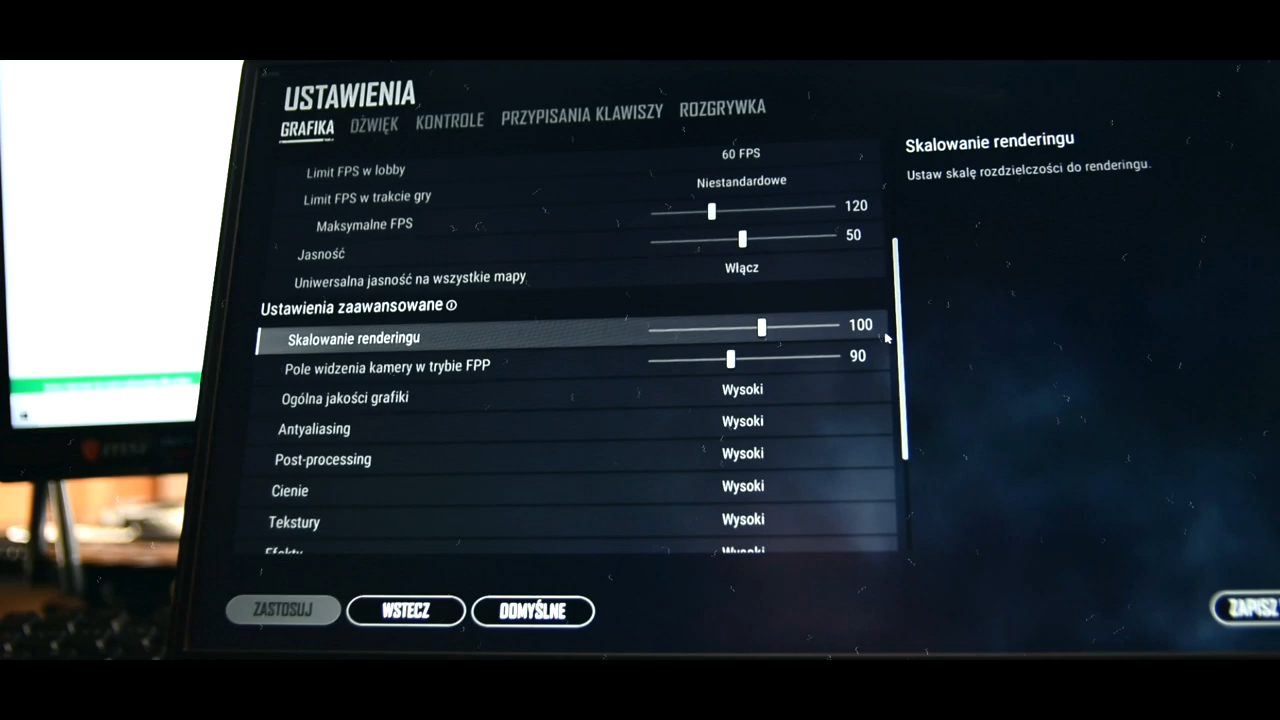 USTAWIENIA
GRAFIKA DŹWIĘK KONTROLE PRZYPISANIA KLAWISZY ROZGRYWKA
Limit FPS w lobby 60 FPS
Limit FPS w trakcie gry Niestandardowe
Maksymalne FPS 120
Jasność 50
Uniwersalna jasność na wszystkie mapy Włącz
Ustawienia zaawansowane
Skalowanie renderingu 100
Pole widzenia kamery w trybie FPP 90
Ogólna jakości grafiki Wysoki
Antyaliasing Wysoki
Post-processing Wysoki
Cienie Wysoki
Tekstury Wysoki
Efekty Wysoki
Skalowanie renderingu
Ustaw skalę rozdzielczości do renderingu.
ZASTOSUJ WSTECZ DOMYŚLNE ZAPISZ